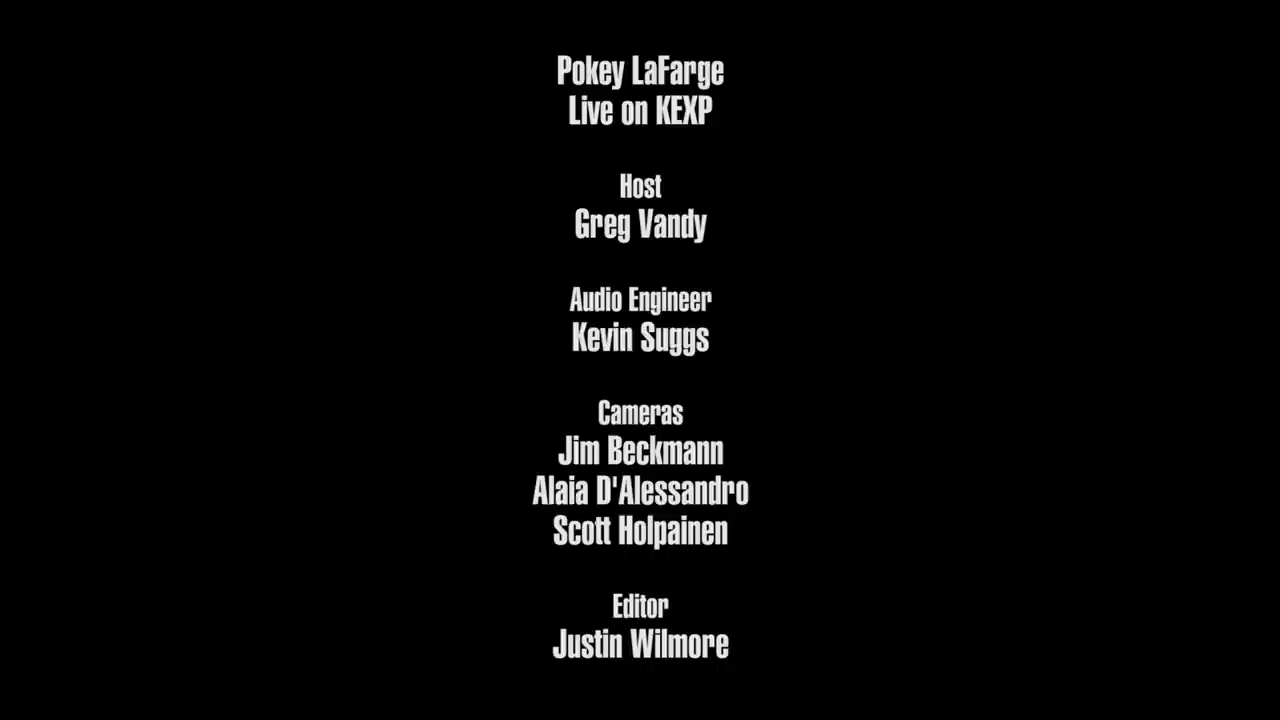 Pokey LaFarge
Live on KEXP
Host
Greg Vandy
Audio Engineer
Kevin Suggs
Cameras
Jim Beckmann
Alaia D'Alessandro
Scott Holpainen
Editor
Justin Wilmore